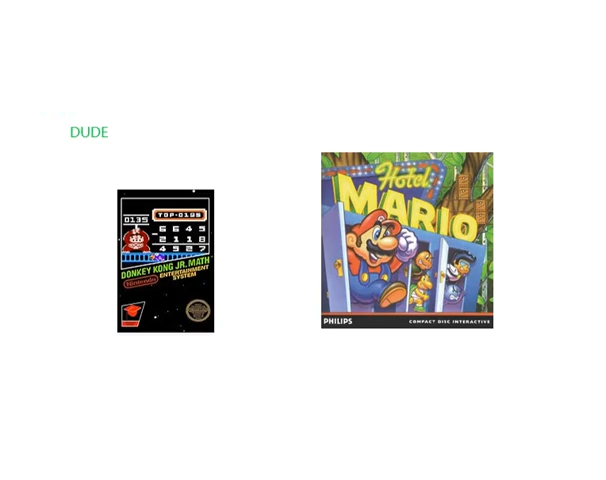 DUDE
TOP-0195
0135
6649
-2118
4527
DONKEY KONG JR. MATH
Nintendo
ENTERTAINMENT
SYSTEM
Hotel
MARIO
PHILIPS
COMPACT DISC INTERACTIVE